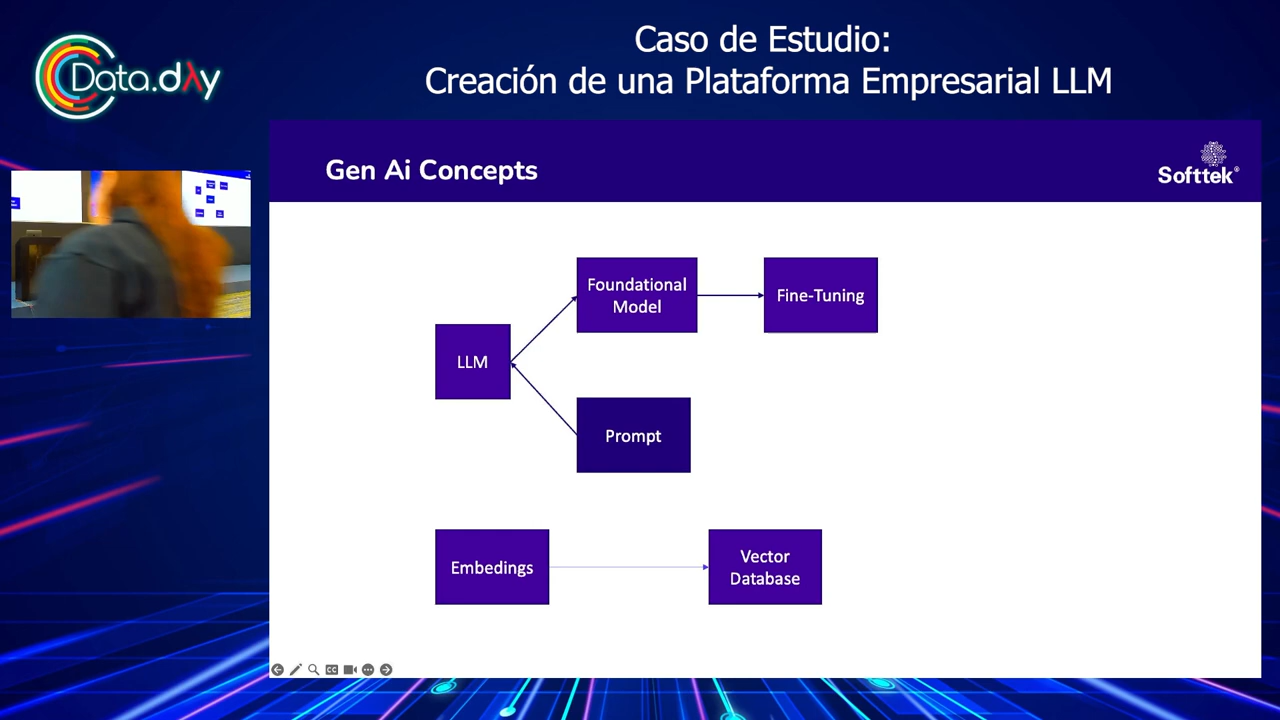 Data.dλy
Caso de Estudio:
Creación de una Plataforma Empresarial LLM
Gen Ai Concepts
Softtek®
Foundational
Model
Fine-Tuning
LLM
Prompt
Embedings
Vector
Database
CC